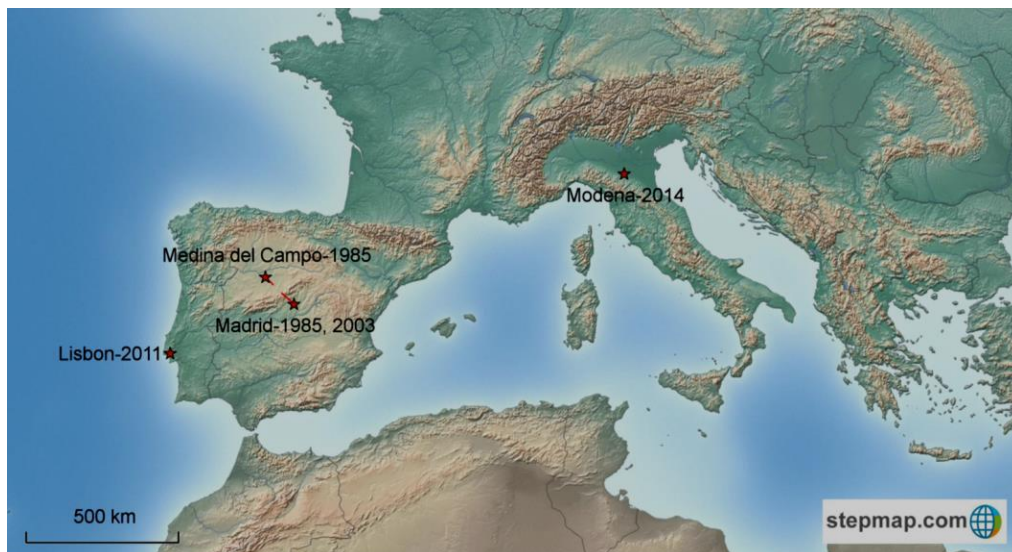 Modena-2014
Medina del Campo-1985
Madrid-1985, 2003
Lisbon-2011
500 km
stepmap.com